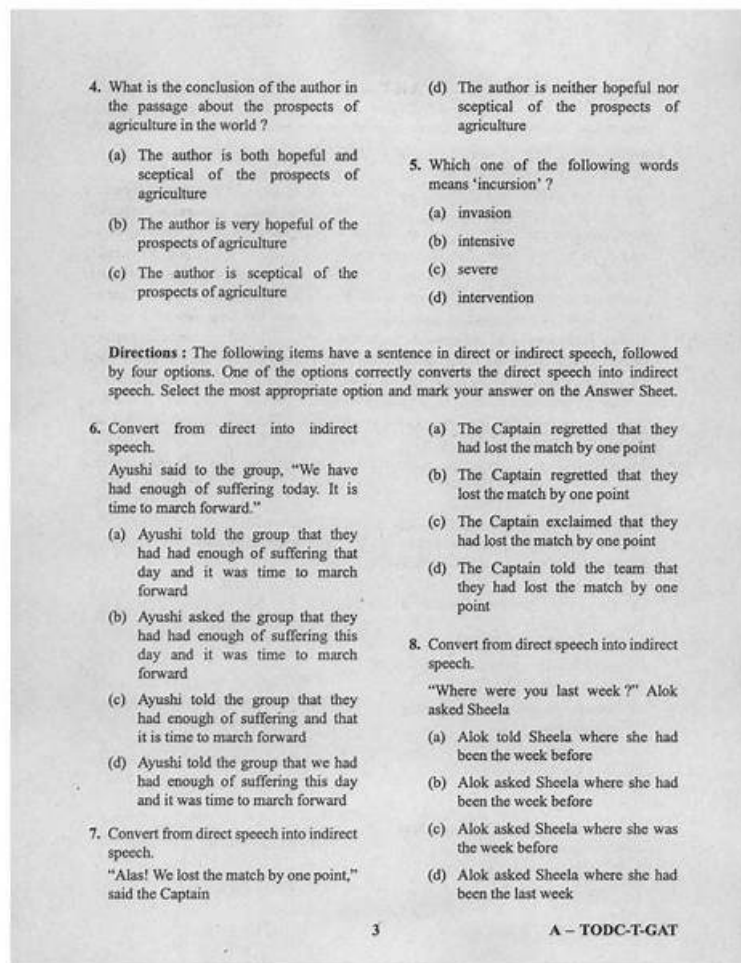 4. What is the conclusion of the author in
the passage about the prospects of
agriculture in the world ?
(a) The author is both hopeful and
sceptical of the prospects of
agriculture
(b) The author is very hopeful of the
prospects of agriculture
(c) The author is sceptical of the
prospects of agriculture
(d) The author is neither hopeful nor
sceptical of the prospects of
agriculture
5. Which one of the following words
means ‘incursion’ ?
(a) invasion
(b) intensive
(c) severe
(d) intervention
Directions : The following items have a sentence in direct or indirect speech, followed
by four options. One of the options correctly converts the direct speech into indirect
speech. Select the most appropriate option and mark your answer on the Answer Sheet.
6. Convert from direct into indirect
speech.
Ayushi said to the group, “We have
had enough of suffering today. It is
time to march forward.”
(a) Ayushi told the group that they
had had enough of suffering that
day and it was time to march
forward
(b) Ayushi asked the group that they
had had enough of suffering this
day and it was time to march
forward
(c) Ayushi told the group that they
had enough of suffering and that
it is time to march forward
(d) Ayushi told the group that we had
had enough of suffering this day
and it was time to march forward
7. Convert from direct speech into indirect
speech.
“Alas! We lost the match by one point,”
said the Captain
(a) The Captain regretted that they
had lost the match by one point
(b) The Captain regretted that they
lost the match by one point
(c) The Captain exclaimed that they
had lost the match by one point
(d) The Captain told the team that
they had lost the match by one
point
8. Convert from direct speech into indirect
speech.
“Where were you last week ?” Alok
asked Sheela
(a) Alok told Sheela where she had
been the week before
(b) Alok asked Sheela where she had
been the week before
(c) Alok asked Sheela where she was
the week before
(d) Alok asked Sheela where she had
been the last week
3
A – TODC-T-GAT